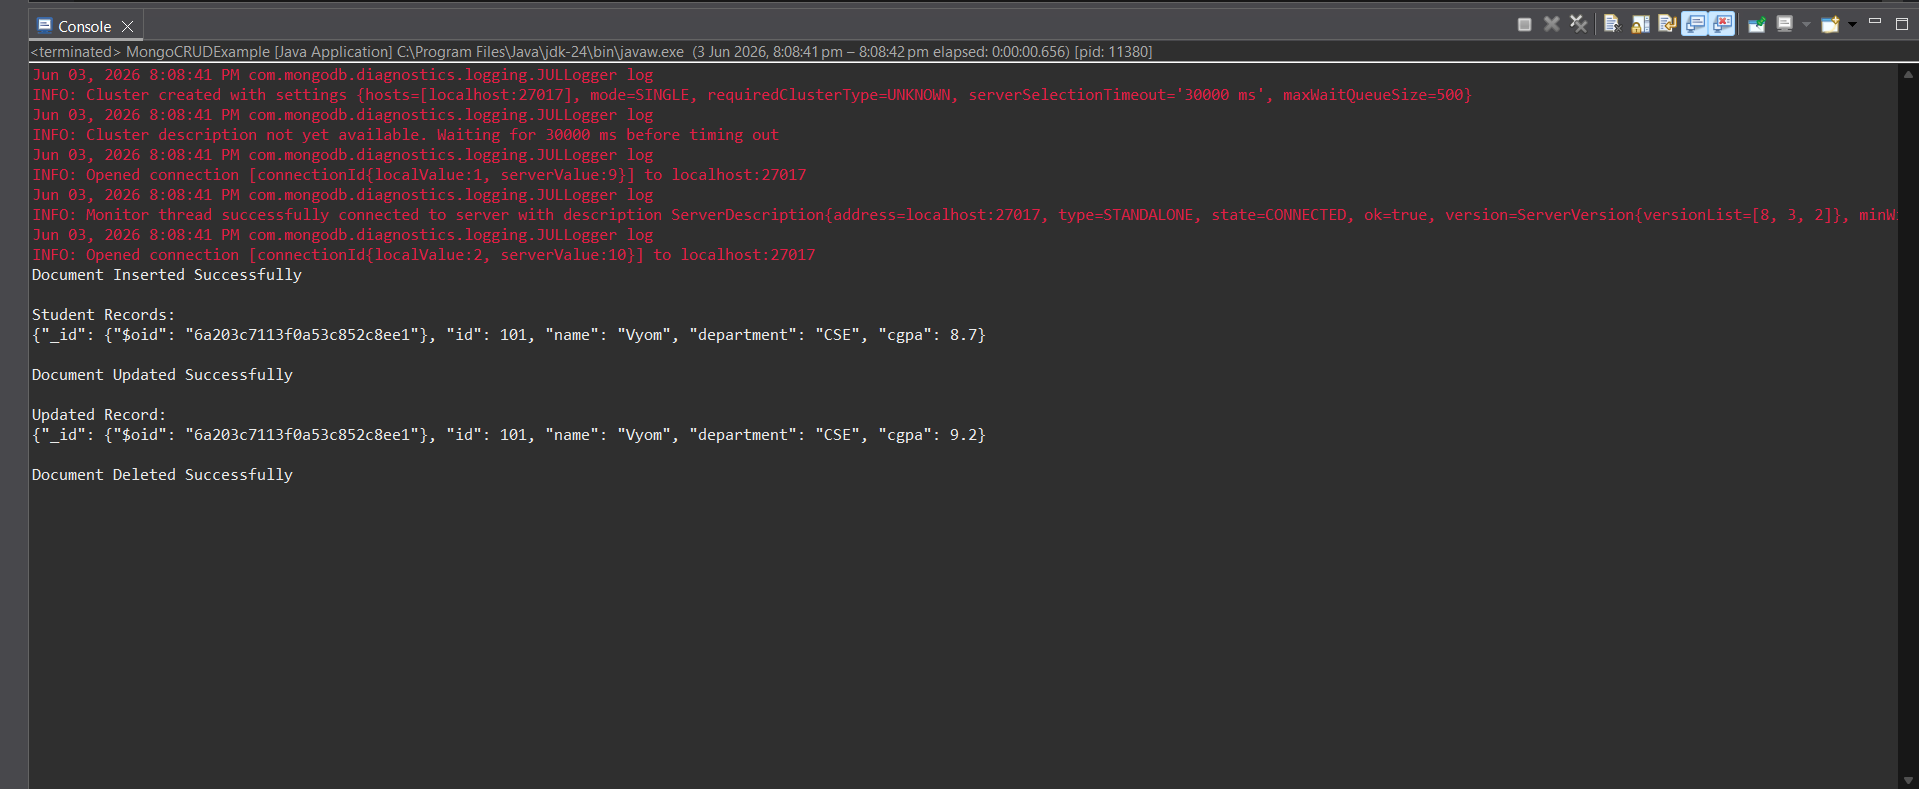 Console
<terminated> MongoCRUDExample [Java Application] C:\Program Files\Java\jdk-24\bin\javaw.exe (3 Jun 2026, 8:08:41 pm – 8:08:42 pm elapsed: 0:00:00.656) [pid: 11380]
Jun 03, 2026 8:08:41 PM com.mongodb.diagnostics.logging.JULLogger log
INFO: Cluster created with settings {hosts=[localhost:27017], mode=SINGLE, requiredClusterType=UNKNOWN, serverSelectionTimeout='30000 ms', maxWaitQueueSize=500}
Jun 03, 2026 8:08:41 PM com.mongodb.diagnostics.logging.JULLogger log
INFO: Cluster description not yet available. Waiting for 30000 ms before timing out
Jun 03, 2026 8:08:41 PM com.mongodb.diagnostics.logging.JULLogger log
INFO: Opened connection [connectionId{localValue:1, serverValue:9}] to localhost:27017
Jun 03, 2026 8:08:41 PM com.mongodb.diagnostics.logging.JULLogger log
INFO: Monitor thread successfully connected to server with description ServerDescription{address=localhost:27017, type=STANDALONE, state=CONNECTED, ok=true, version=ServerVersion{versionList=[8, 3, 2]}, minW
Jun 03, 2026 8:08:41 PM com.mongodb.diagnostics.logging.JULLogger log
INFO: Opened connection [connectionId{localValue:2, serverValue:10}] to localhost:27017
Document Inserted Successfully
Student Records:
{"_id": {"$oid": "6a203c7113f0a53c852c8ee1"}, "id": 101, "name": "Vyom", "department": "CSE", "cgpa": 8.7}
Document Updated Successfully
Updated Record:
{"_id": {"$oid": "6a203c7113f0a53c852c8ee1"}, "id": 101, "name": "Vyom", "department": "CSE", "cgpa": 9.2}
Document Deleted Successfully